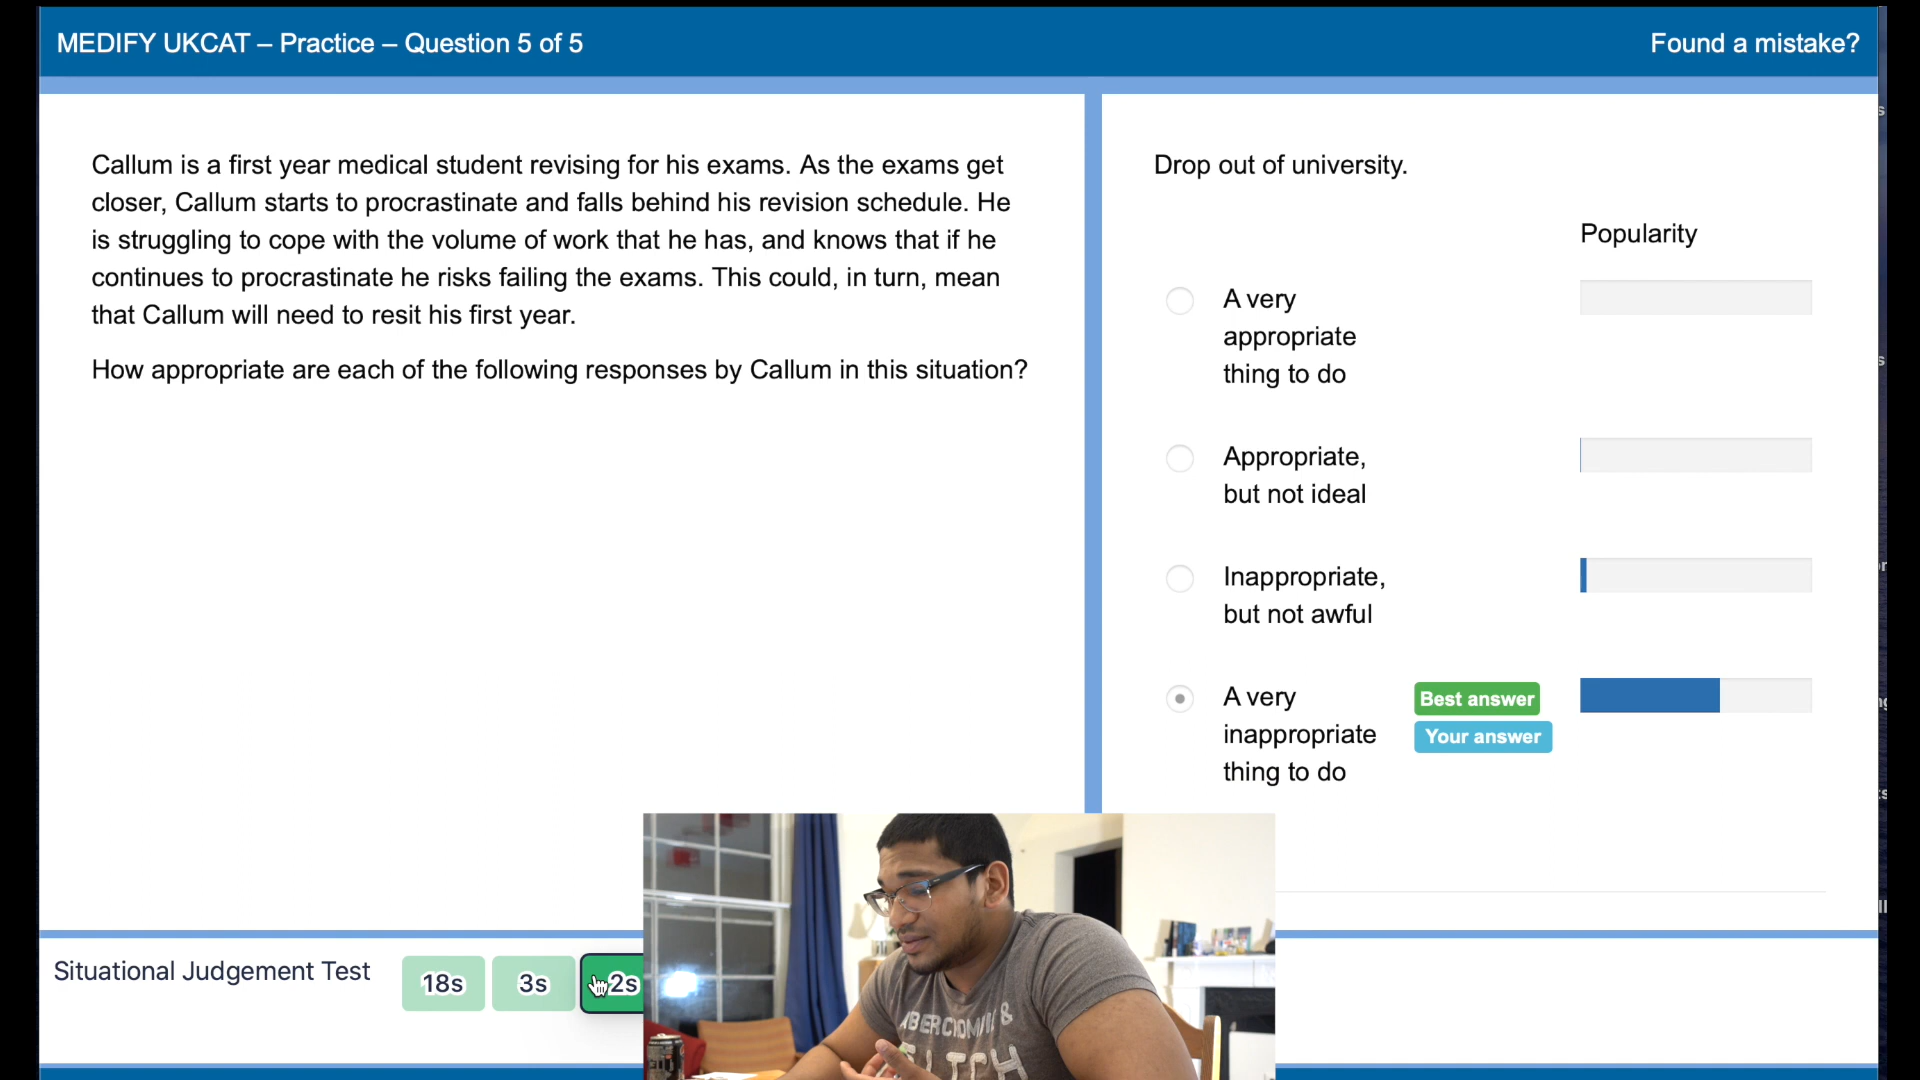 MEDIFY UKCAT – Practice – Question 5 of 5
Found a mistake?
Callum is a first year medical student revising for his exams. As the exams get
closer, Callum starts to procrastinate and falls behind his revision schedule. He
is struggling to cope with the volume of work that he has, and knows that if he
continues to procrastinate he risks failing the exams. This could, in turn, mean
that Callum will need to resit his first year.
How appropriate are each of the following responses by Callum in this situation?
Drop out of university.
Popularity
A very
appropriate
thing to do
Appropriate,
but not ideal
Inappropriate,
but not awful
A very
inappropriate
thing to do
Best answer
Your answer
Situational Judgement Test
18s
3s
2s